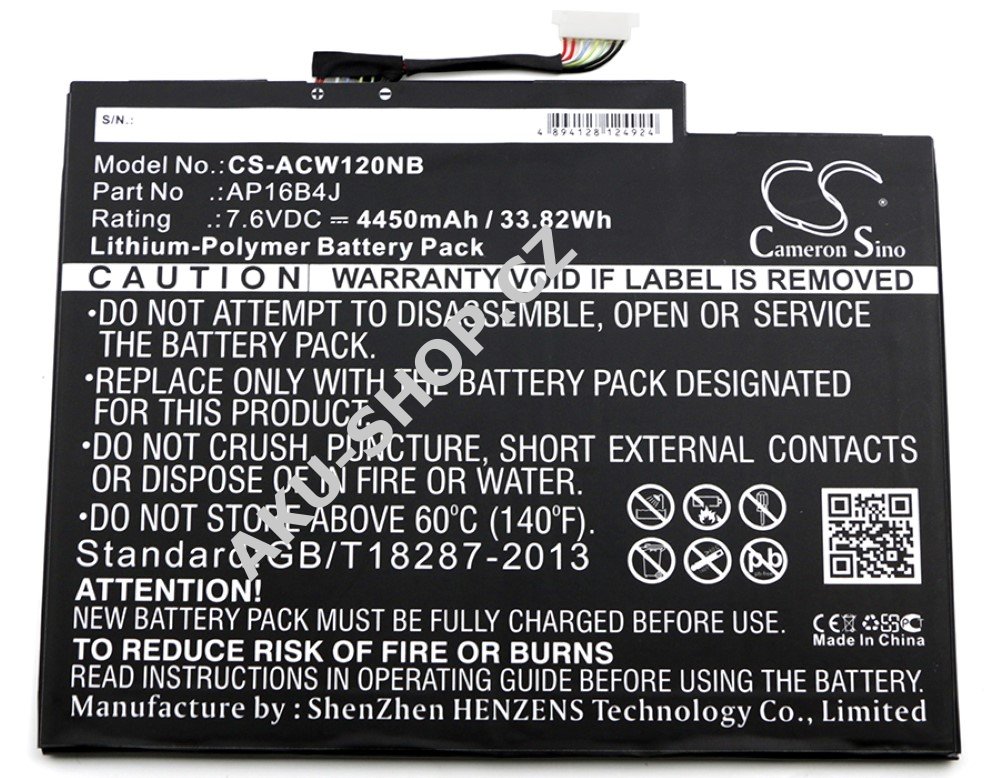 S/N.:
4 894128 124924
Model No.:CS-ACW120NB
Part No .:AP16B4J
Rating .:7.6VDC ⎓ 4450mAh / 33.82Wh
Lithium-Polymer Battery Pack
Cameron Sino
CAUTION WARRANTY VOID IF LABEL IS REMOVED
•DO NOT ATTEMPT TO DISASSEMBLE, OPEN OR SERVICE
THE BATTERY PACK.
•REPLACE ONLY WITH THE BATTERY PACK DESIGNATED
FOR THIS PRODUCT.
•DO NOT CRUSH, PUNCTURE, SHORT EXTERNAL CONTACTS
OR DISPOSE OF IN FIRE OR WATER.
•DO NOT STORE ABOVE 60ºC (140ºF).
Standard GB/T18287-2013
Pb
ATTENTION!
NEW BATTERY PACK MUST BE FULLY CHARGED BEFORE USE.
TO REDUCE RISK OF FIRE OR BURNS
READ INSTRUCTIONS IN OPERATING GUIDE BEFORE USING BATTERY.
Manufacture by : ShenZhen HENZENS Technology Co., Limited
CE
Made In China
AKU-SHOP.CZ